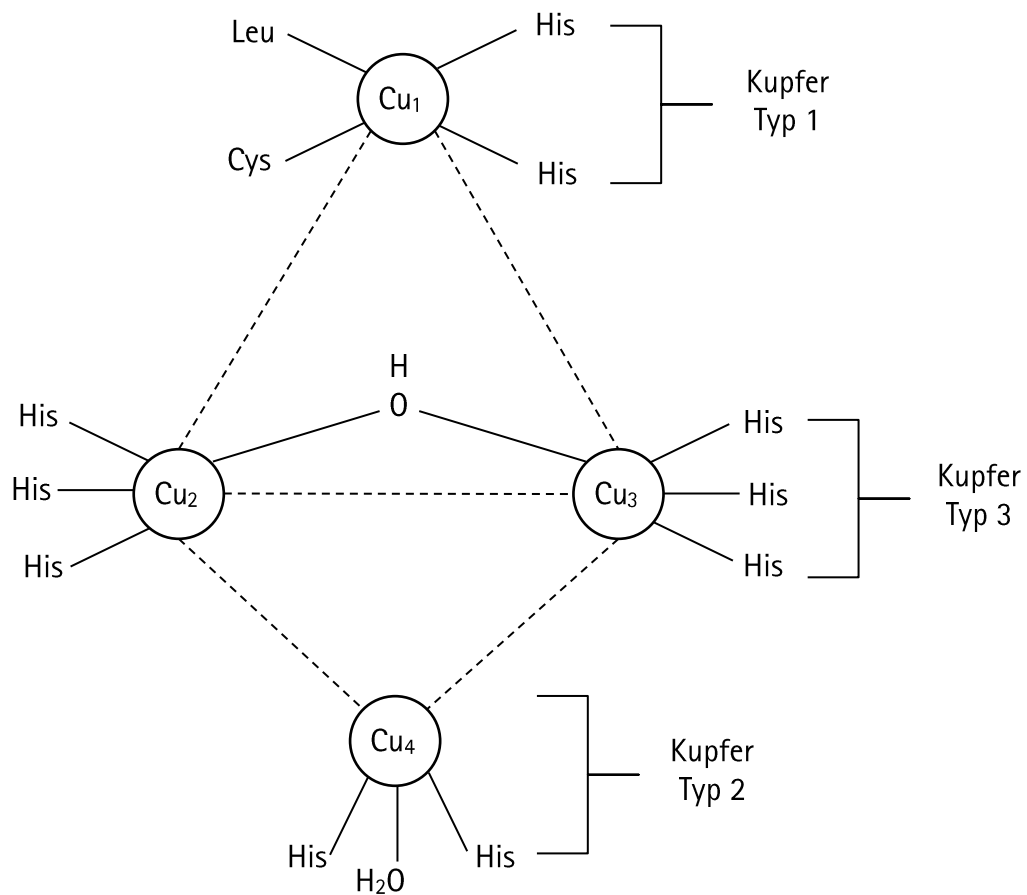 Leu
His
Cu₁
Kupfer
Typ 1
Cys
His
H
O
His
His
His
Cu₂
Cu₃
His
Kupfer
Typ 3
His
His
Cu₄
Kupfer
Typ 2
His
His
H₂O